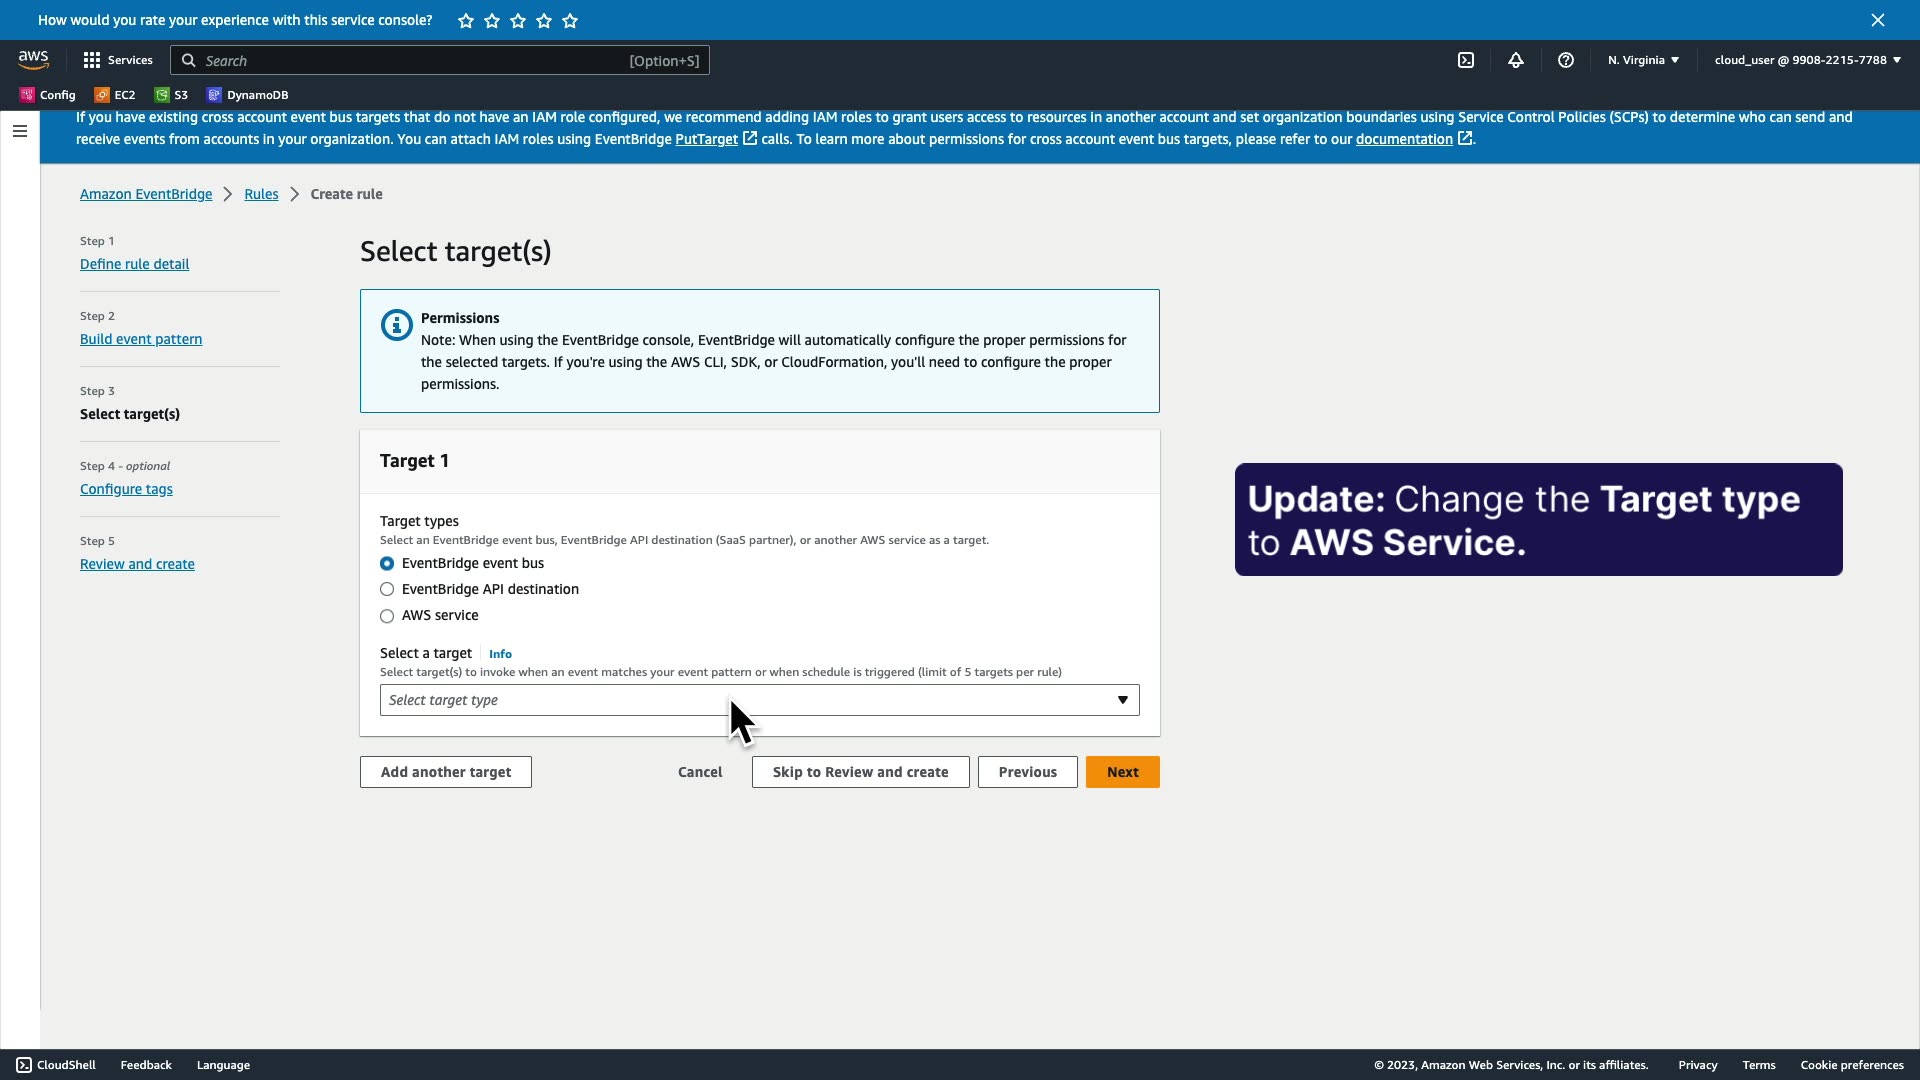 How would you rate your experience with this service console?
aws
Services
Search
[Option+S]
N. Virginia
cloud_user @ 9908-2215-7788
Config
EC2
S3
DynamoDB
If you have existing cross account event bus targets that do not have an IAM role configured, we recommend adding IAM roles to grant users access to resources in another account and set organization boundaries using Service Control Policies (SCPs) to determine who can send and
receive events from accounts in your organization. You can attach IAM roles using EventBridge PutTarget calls. To learn more about permissions for cross account event bus targets, please refer to our documentation.
Amazon EventBridge
Rules
Create rule
Step 1
Define rule detail
Step 2
Build event pattern
Step 3
Select target(s)
Step 4 - optional
Configure tags
Step 5
Review and create
Select target(s)
Permissions
Note: When using the EventBridge console, EventBridge will automatically configure the proper permissions for
the selected targets. If you're using the AWS CLI, SDK, or CloudFormation, you'll need to configure the proper
permissions.
Target 1
Target types
Select an EventBridge event bus, EventBridge API destination (SaaS partner), or another AWS service as a target.
EventBridge event bus
EventBridge API destination
AWS service
Select a target
Info
Select target(s) to invoke when an event matches your event pattern or when schedule is triggered (limit of 5 targets per rule)
Select target type
Add another target
Cancel
Skip to Review and create
Previous
Next
Update: Change the Target type
to AWS Service.
CloudShell
Feedback
Language
© 2023, Amazon Web Services, Inc. or its affiliates.
Privacy
Terms
Cookie preferences